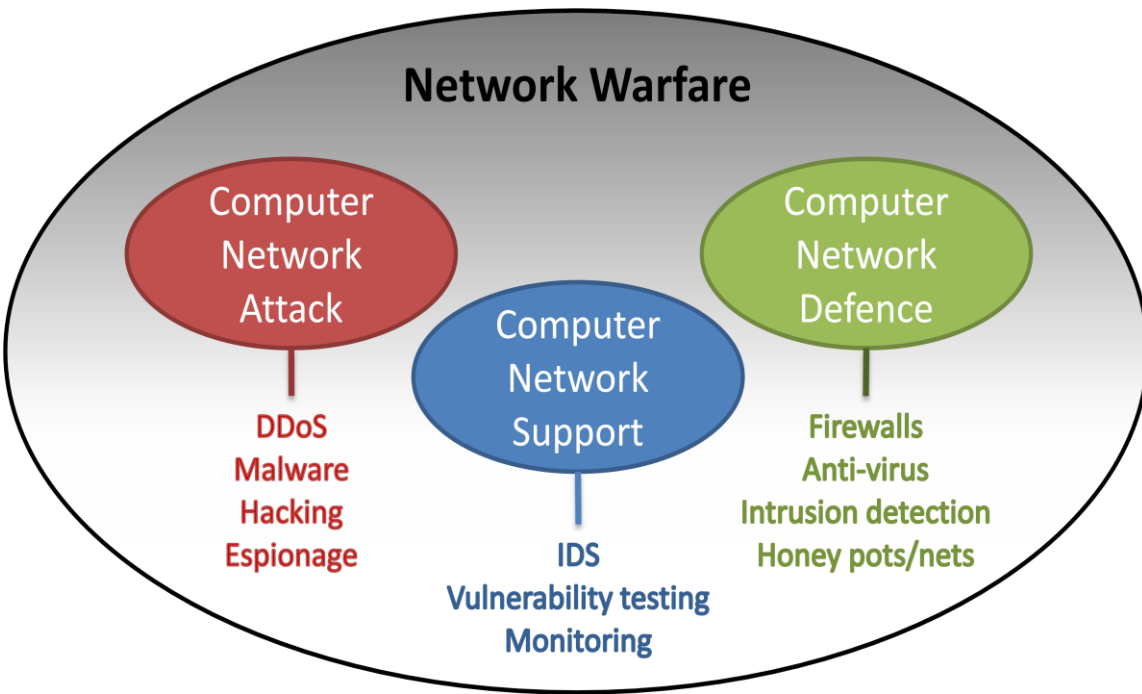 Network Warfare
Computer
Network
Attack
DDoS
Malware
Hacking
Espionage
Computer
Network
Support
IDS
Vulnerability testing
Monitoring
Computer
Network
Defence
Firewalls
Anti-virus
Intrusion detection
Honey pots/nets